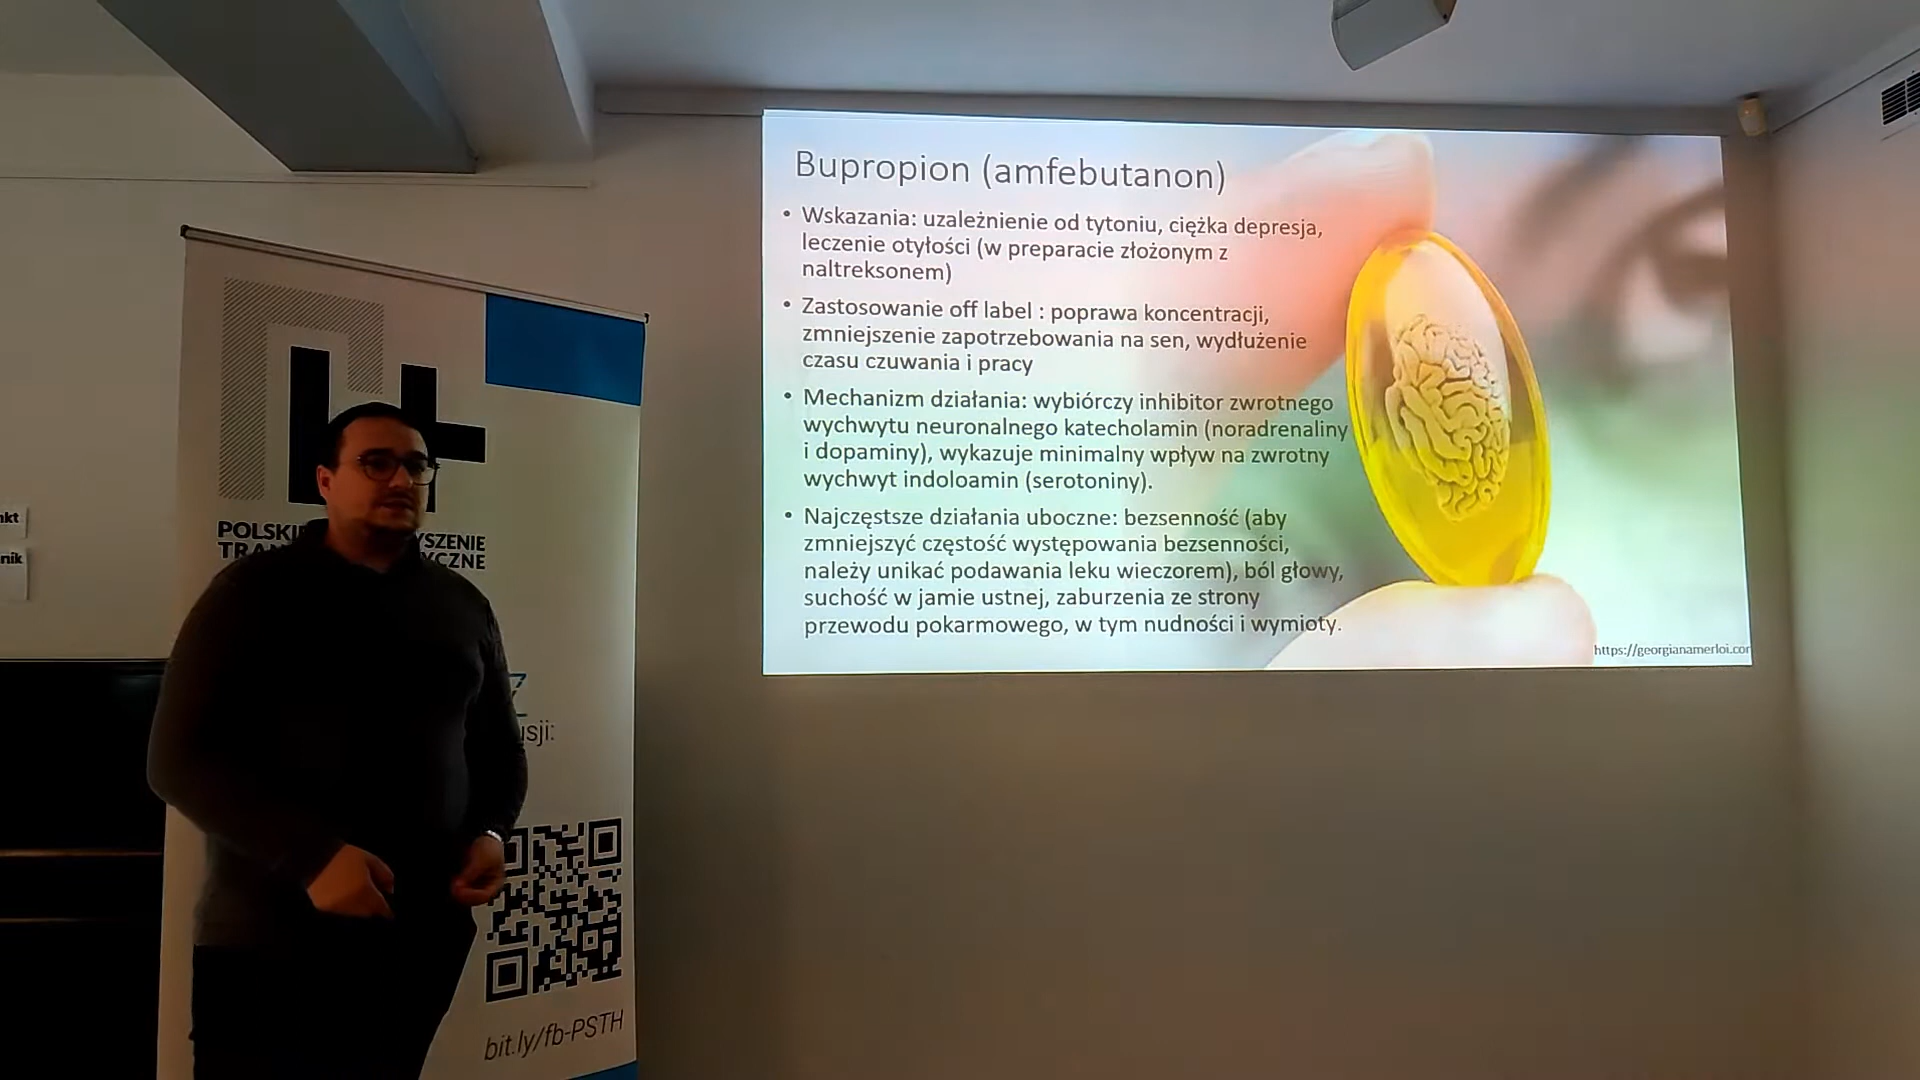 Bupropion (amfebutanon)
• Wskazania: uzależnienie od tytoniu, ciężka depresja,
leczenie otyłości (w preparacie złożonym z
naltreksonem)
• Zastosowanie off label : poprawa koncentracji,
zmniejszenie zapotrzebowania na sen, wydłużenie
czasu czuwania i pracy
• Mechanizm działania: wybiórczy inhibitor zwrotnego
wychwytu neuronalnego katecholamin (noradrenaliny
i dopaminy), wykazuje minimalny wpływ na zwrotny
wychwyt indoloamin (serotoniny).
• Najczęstsze działania uboczne: bezsenność (aby
zmniejszyć częstość występowania bezsenności,
należy unikać podawania leku wieczorem), ból głowy,
suchość w jamie ustnej, zaburzenia ze strony
przewodu pokarmowego, w tym nudności i wymioty.
https://georgianamerloi.cor
H+
POLSKIE YSZENIE
TRAN YCZNE
usji:
bit.ly/fb-PSTH
nkt
nik